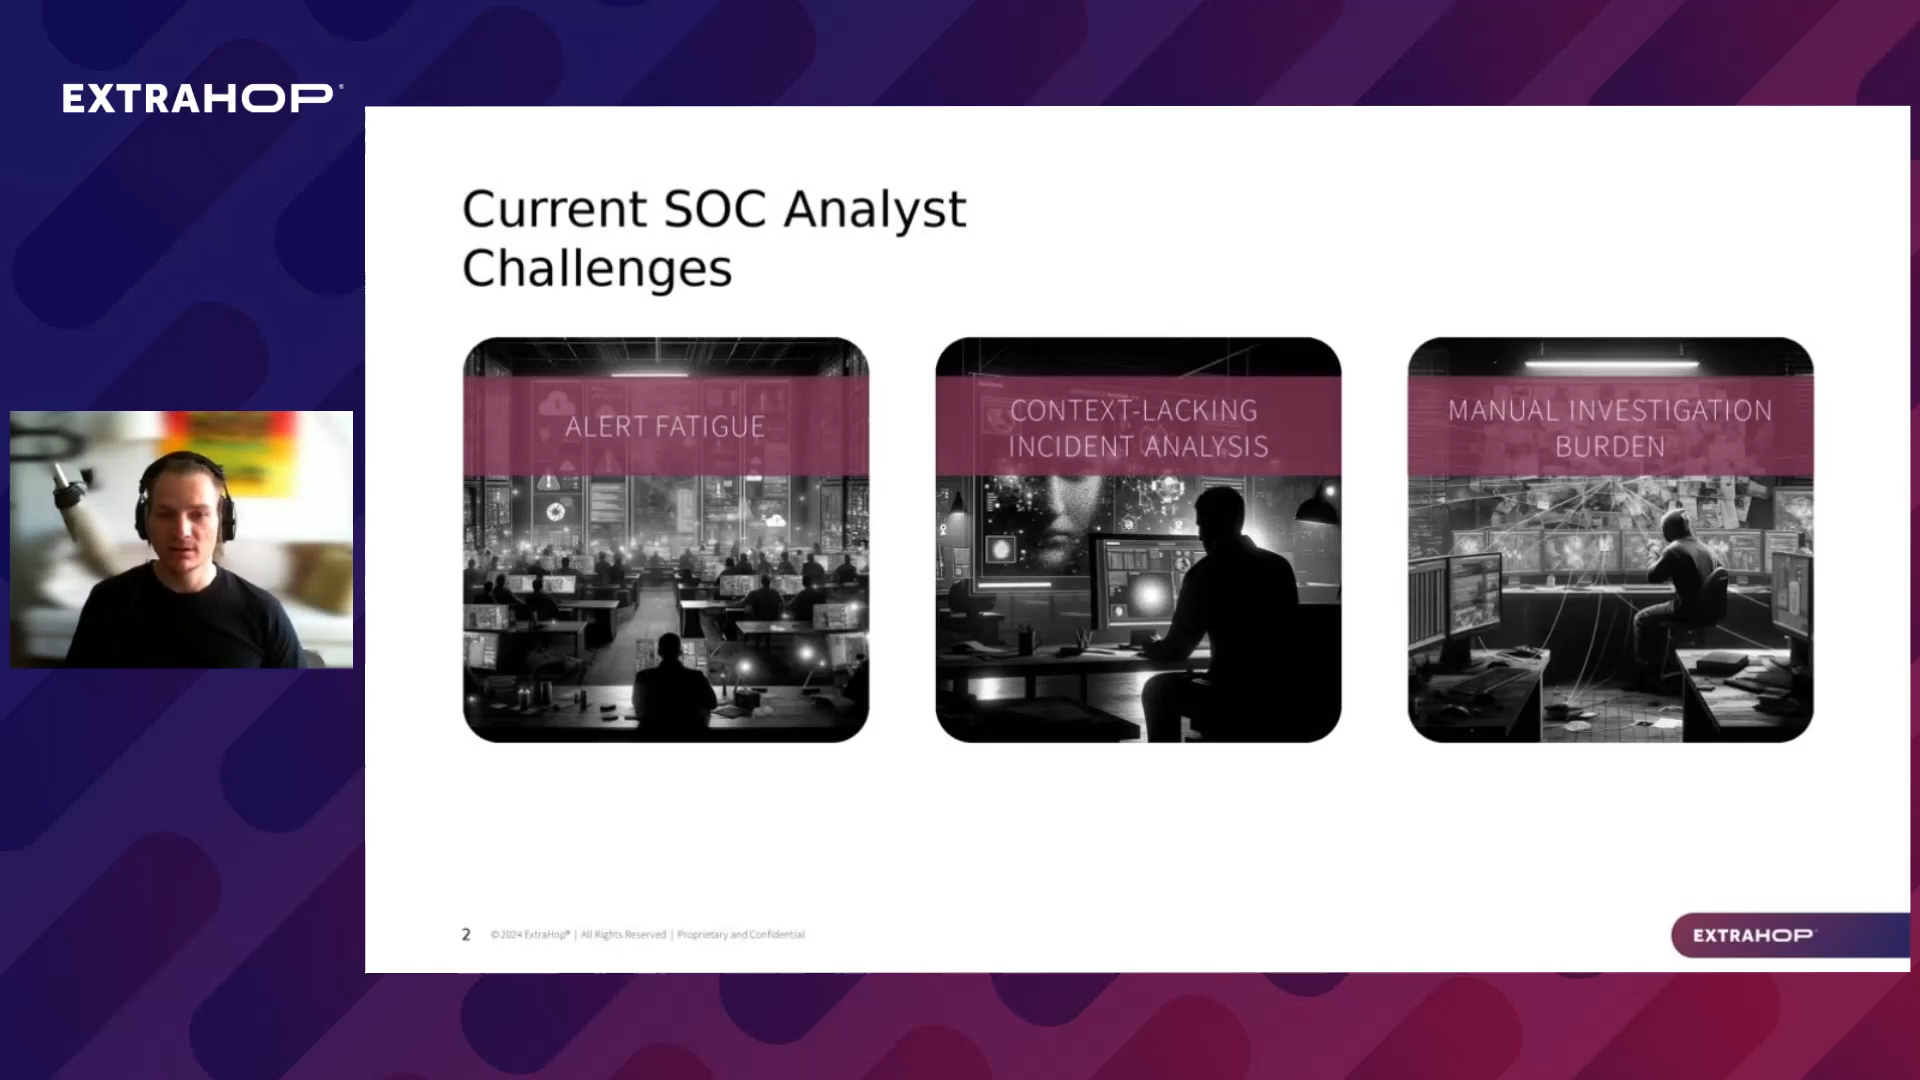 EXTRAHOP®
Current SOC Analyst
Challenges
ALERT FATIGUE
CONTEXT-LACKING
INCIDENT ANALYSIS
MANUAL INVESTIGATION
BURDEN
2 © 2024 ExtraHop® | All Rights Reserved | Proprietary and Confidential
EXTRAHOP